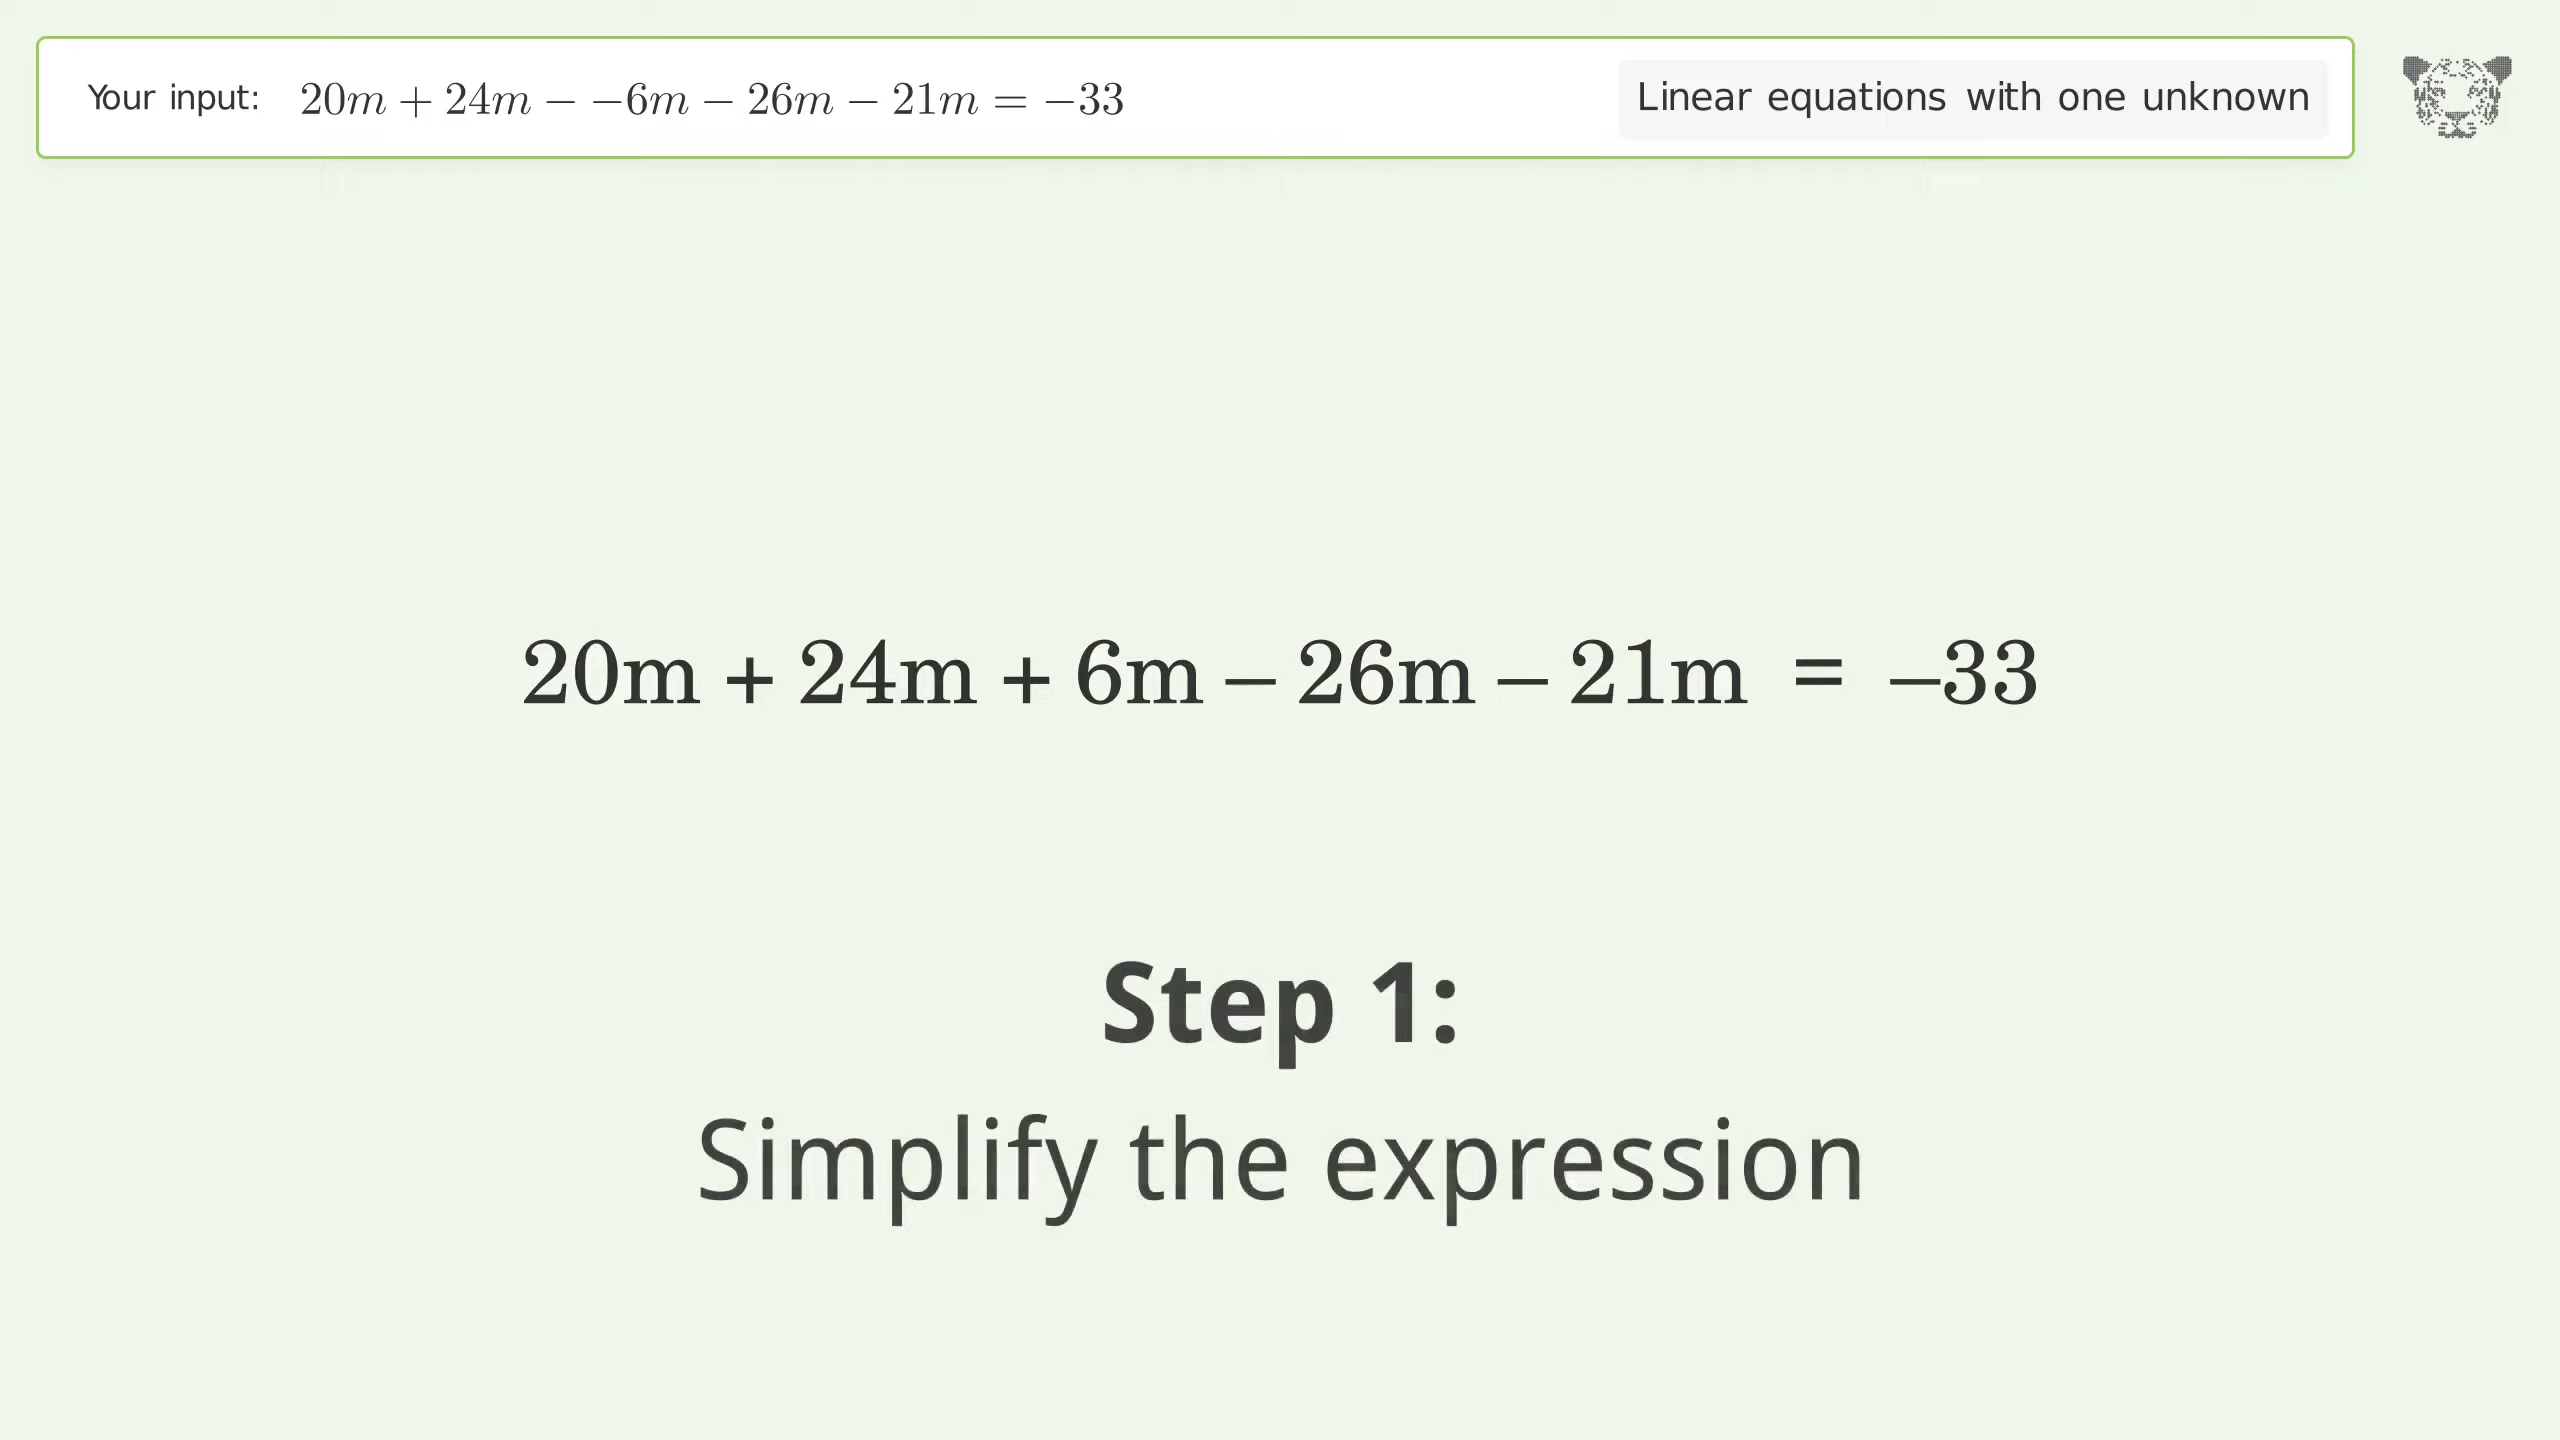 Your input: 20m + 24m − −6m − 26m − 21m = −33
Linear equations with one unknown
20m + 24m + 6m – 26m – 21m = –33
Step 1:
Simplify the expression